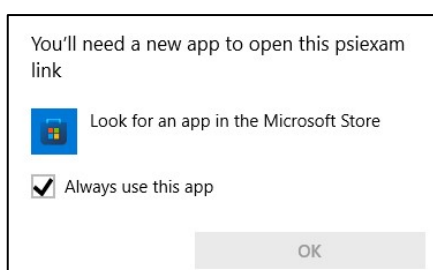 You'll need a new app to open this psiexam
link
Look for an app in the Microsoft Store
Always use this app
OK